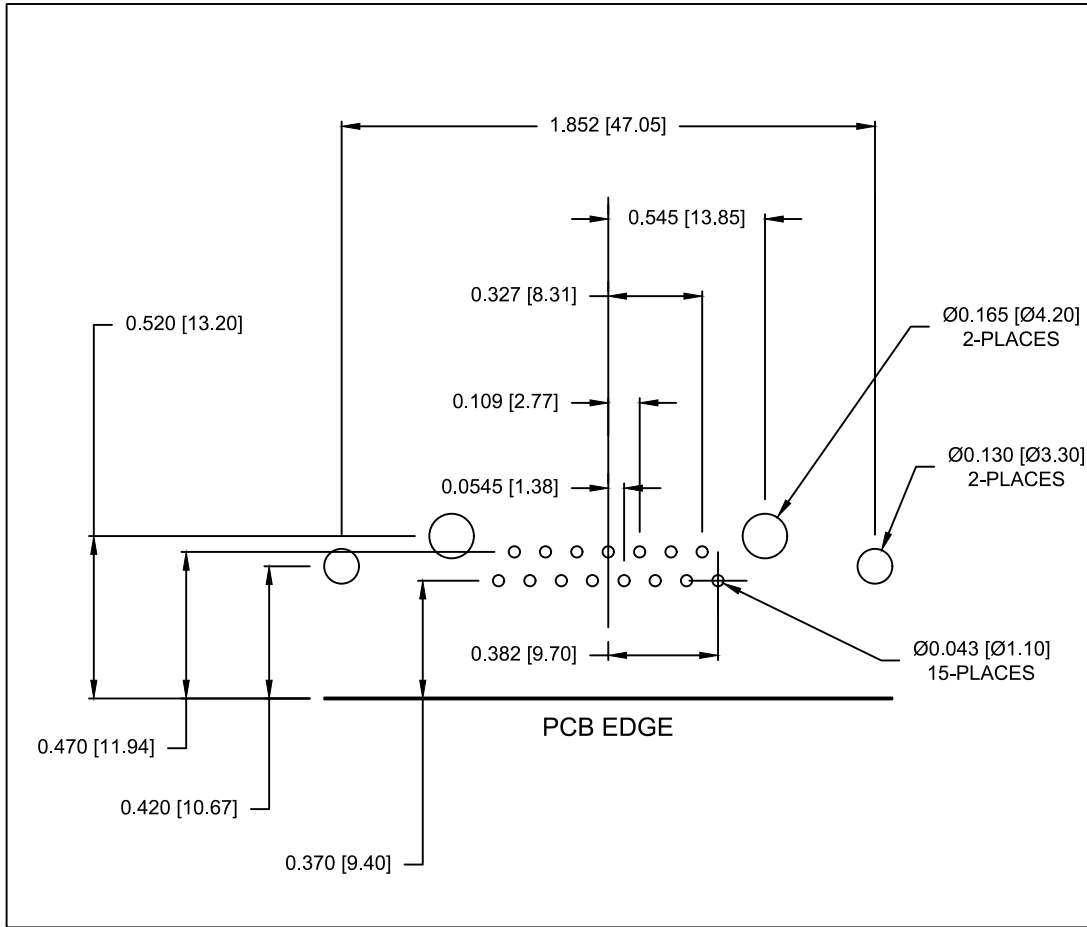 1.852 [47.05]
0.545 [13.85]
0.327 [8.31]
0.520 [13.20]
Ø0.165 [Ø4.20]
2-PLACES
0.109 [2.77]
Ø0.130 [Ø3.30]
2-PLACES
0.0545 [1.38]
0.382 [9.70]
Ø0.043 [Ø1.10]
15-PLACES
PCB EDGE
0.470 [11.94]
0.420 [10.67]
0.370 [9.40]